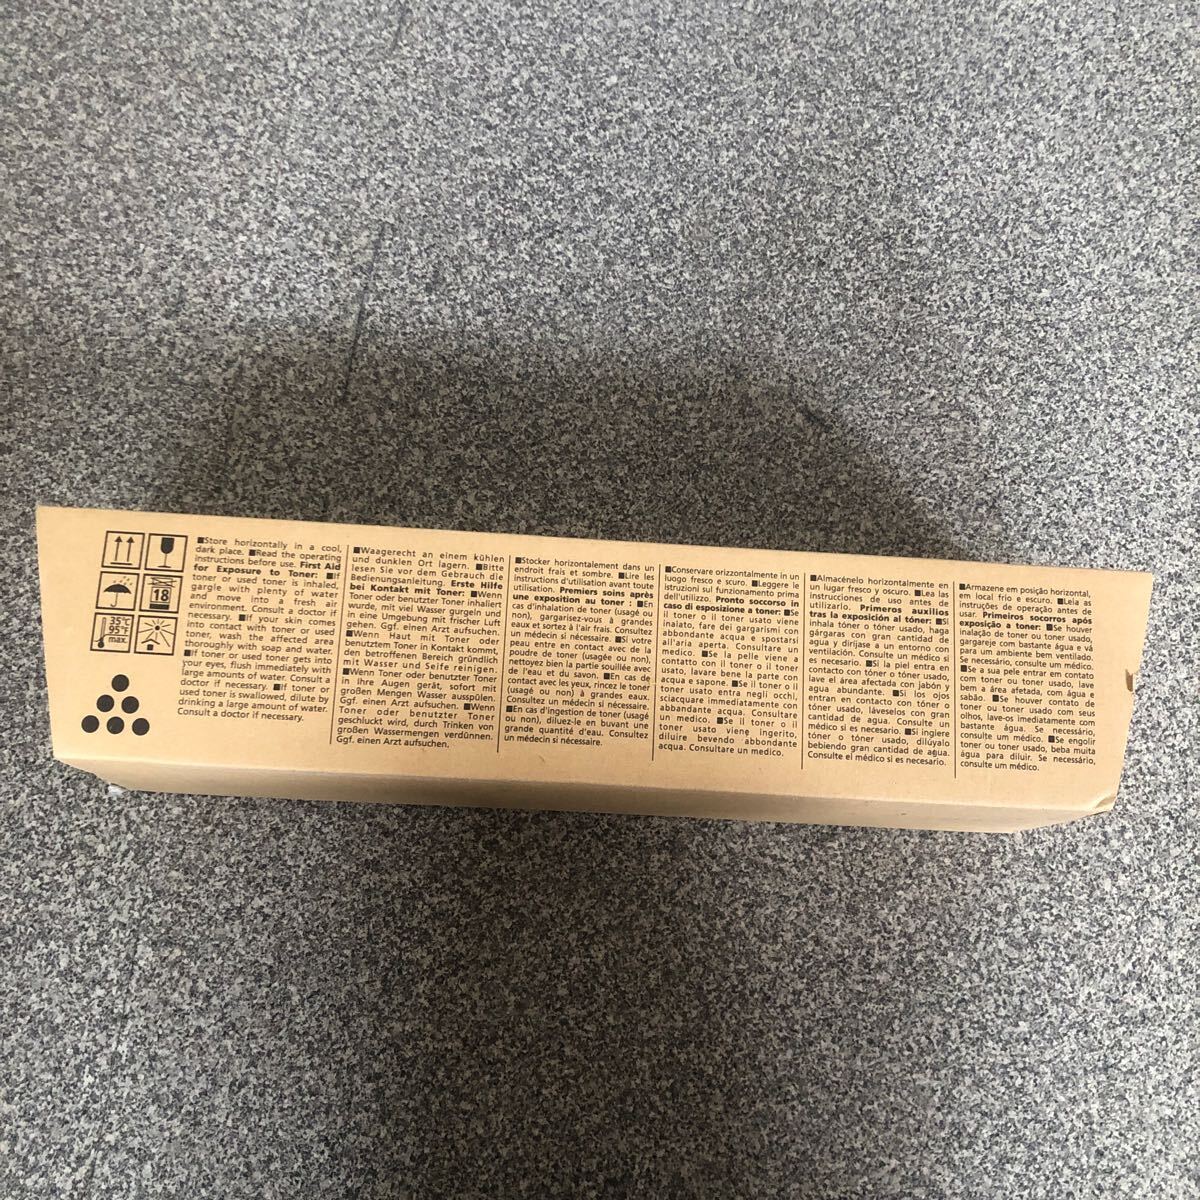 18
35℃
95°F
max.
■Store horizontally in a cool,
dark place. ■Read the operating
instructions before use. First Aid
for Exposure to Toner: ■If
toner or used toner is inhaled,
gargle with plenty of water
and move into a fresh air
environment. Consult a doctor if
necessary. ■If your skin comes
into contact with toner or used
toner, wash the affected area
thoroughly with soap and water.
■If toner or used toner gets into
your eyes, flush immediately with
large amounts of water. Consult a
doctor if necessary. ■If toner or
used toner is swallowed, dilute by
drinking a large amount of water.
Consult a doctor if necessary.
■Waagerecht an einem kühlen
und dunklen Ort lagern. ■Bitte
lesen Sie vor dem Gebrauch die
Bedienungsanleitung. Erste Hilfe
bei Kontakt mit Toner: ■Wenn
Toner oder benutzter Toner inhaliert
wurde, mit viel Wasser gurgeln und
in eine Umgebung mit frischer Luft
gehen. Ggf. einen Arzt aufsuchen.
■Wenn Haut mit Toner oder
benutztem Toner in Kontakt kommt,
den betroffenen Bereich gründlich
mit Wasser und Seife reinigen.
■Wenn Toner oder benutzter Toner
in Ihre Augen gerät, sofort mit
großen Mengen Wasser ausspülen.
Ggf. einen Arzt aufsuchen. ■Wenn
Toner oder benutzter Toner
geschluckt wird, durch Trinken von
großen Wassermengen verdünnen.
Ggf. einen Arzt aufsuchen.
■Stocker horizontalement dans un
endroit frais et sombre. ■Lire les
instructions d'utilisation avant toute
utilisation. Premiers soins après
une exposition au toner : ■En
cas d'inhalation de toner (usagé ou
non), gargarisez-vous à grandes
eaux et sortez à l'air frais. Consultez
un médecin si nécessaire. ■Si votre
peau entre en contact avec de la
poudre de toner (usagée ou non),
nettoyez bien la partie souillée avec
de l'eau et du savon. ■En cas de
contact avec les yeux, rincez le toner
(usagé ou non) à grandes eaux.
Consultez un médecin si nécessaire.
■En cas d'ingestion de toner (usagé
ou non), diluez-le en buvant une
grande quantité d'eau. Consultez
un médecin si nécessaire.
■Conservare orizzontalmente in un
luogo fresco e scuro. ■Leggere le
istruzioni sul funzionamento prima
dell'utilizzo. Pronto soccorso in
caso di esposizione a toner: ■Se
il toner o il toner usato viene
inalato, fare dei gargarismi con
abbondante acqua e spostarsi
all'aria aperta. Consultare un
medico. ■Se la pelle viene a
contatto con il toner o il toner
usato, lavare bene la parte con
acqua e sapone. ■Se il toner o il
toner usato entra negli occhi,
sciacquare immediatamente con
abbondante acqua. Consultare
un medico. ■Se il toner o il
toner usato viene ingerito,
diluire bevendo abbondante
acqua. Consultare un medico.
■Almacénelo horizontalmente en
un lugar fresco y oscuro. ■Lea las
instrucciones de uso antes de
utilizarlo. Primeros auxilios
tras la exposición al tóner: ■Si
inhala tóner o tóner usado, haga
gárgaras con gran cantidad de
agua y diríjase a un entorno con
ventilación. Consulte un médico si
es necesario. ■Si la piel entra en
contacto con tóner o tóner usado,
lave el área afectada con jabón y
agua abundante. ■Si los ojos
entran en contacto con tóner o
tóner usado, láveselos con gran
cantidad de agua. Consulte un
médico si es necesario. ■Si ingiere
tóner o tóner usado, dilúyalo
bebiendo gran cantidad de agua.
Consulte el médico si es necesario.
■Armazene em posição horizontal,
em local frio e escuro. ■Leia as
instruções de operação antes de
usar. Primeiros socorros após
exposição a toner: ■Se houver
inalação de toner ou toner usado,
gargareje com bastante água e vá
para um ambiente bem ventilado.
Se necessário, consulte um médico.
■Se a sua pele entrar em contato
com toner ou toner usado, lave
bem a área afetada, com água e
sabão. ■Se houver contato de
toner ou toner usado com seus
olhos, lave-os imediatamente com
bastante água. Se necessário,
consulte um médico. ■Se engolir
toner ou toner usado, beba muita
água para diluir. Se necessário,
consulte um médico.